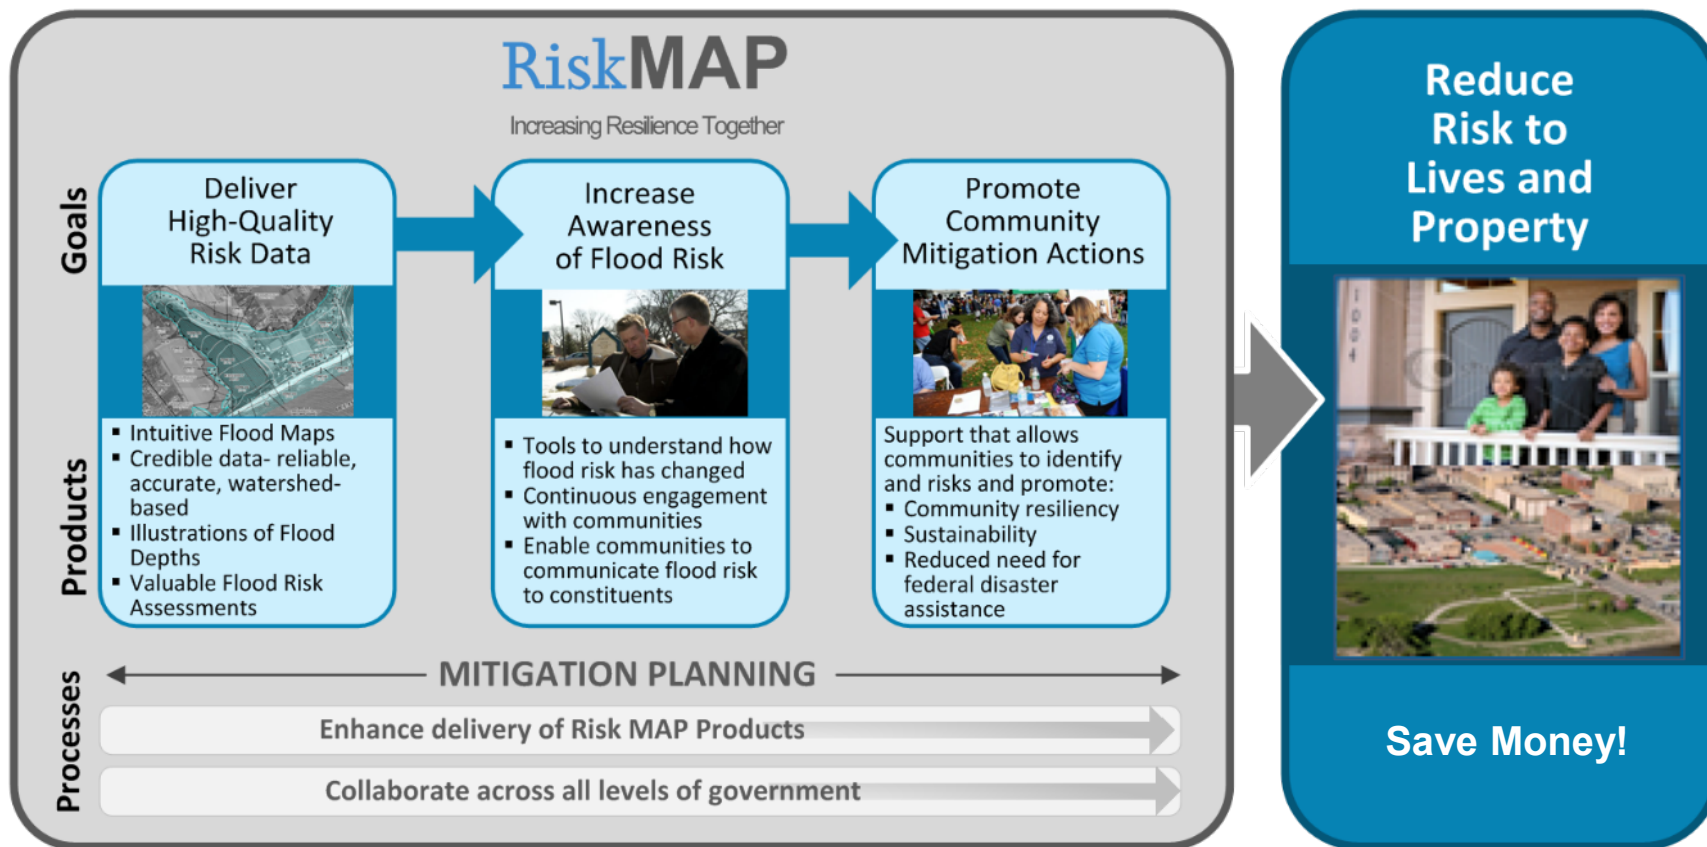 RiskMAP
Increasing Resilience Together
Goals
Deliver
High-Quality
Risk Data
Increase
Awareness
of Flood Risk
Promote
Community
Mitigation Actions
Products
▪ Intuitive Flood Maps
▪ Credible data- reliable,
accurate, watershed-
based
▪ Illustrations of Flood
Depths
▪ Valuable Flood Risk
Assessments
▪ Tools to understand how
flood risk has changed
▪ Continuous engagement
with communities
▪ Enable communities to
communicate flood risk
to constituents
Support that allows
communities to identify
and risks and promote:
▪ Community resiliency
▪ Sustainability
▪ Reduced need for
federal disaster
assistance
Processes
MITIGATION PLANNING
Enhance delivery of Risk MAP Products
Collaborate across all levels of government
Reduce
Risk to
Lives and
Property
1004
Save Money!